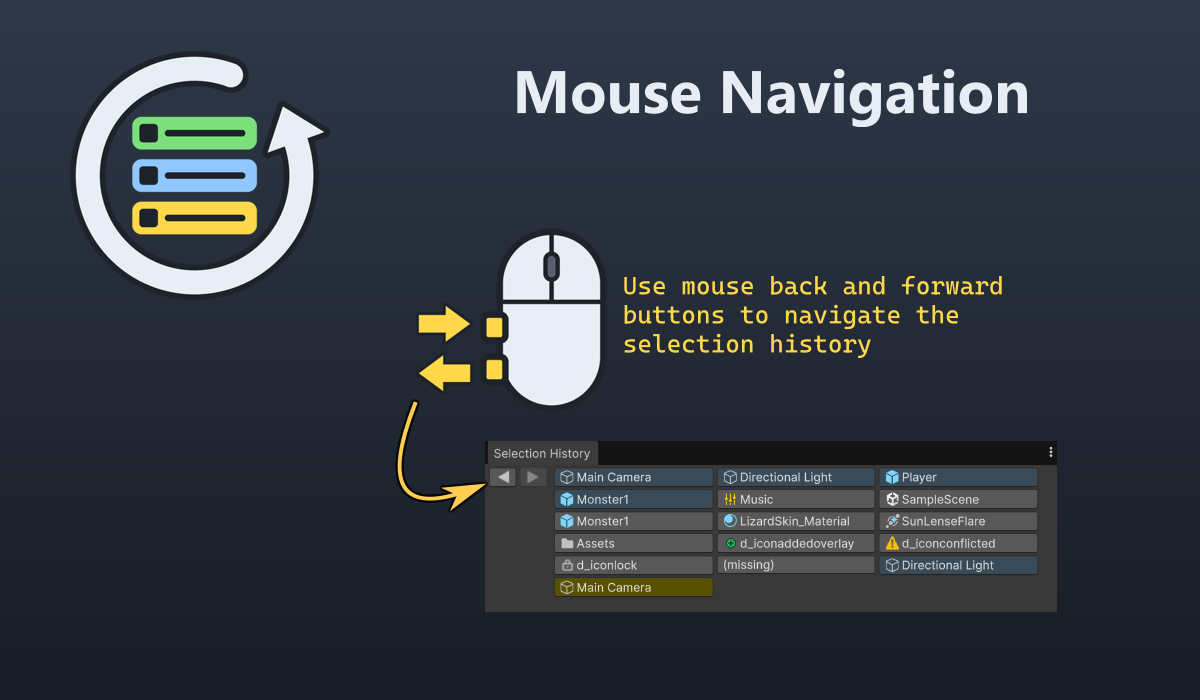 Mouse Navigation
Use mouse back and forward
buttons to navigate the
selection history
Selection History
Main Camera
Directional Light
Player
Monster1
Music
SampleScene
Monster1
LizardSkin_Material
SunLenseFlare
Assets
d_iconaddedoverlay
d_iconconflicted
d_iconlock
(missing)
Directional Light
Main Camera